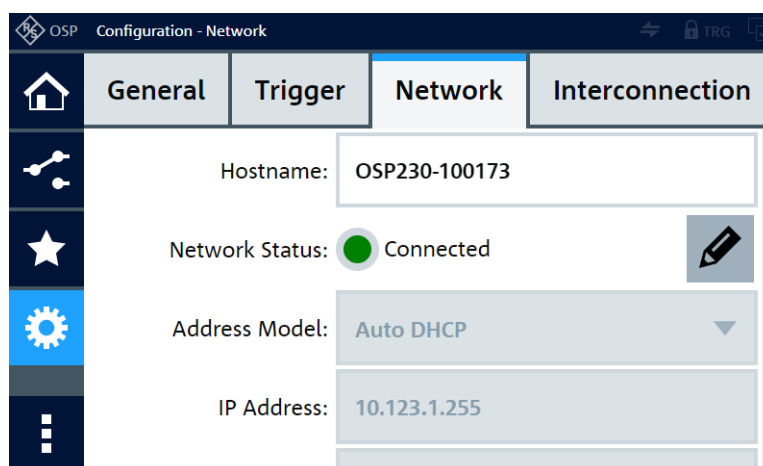 R&S OSP Configuration - Network TRG
General Trigger Network Interconnection
Hostname: OSP230-100173
Network Status: Connected
Address Model: Auto DHCP
IP Address: 10.123.1.255